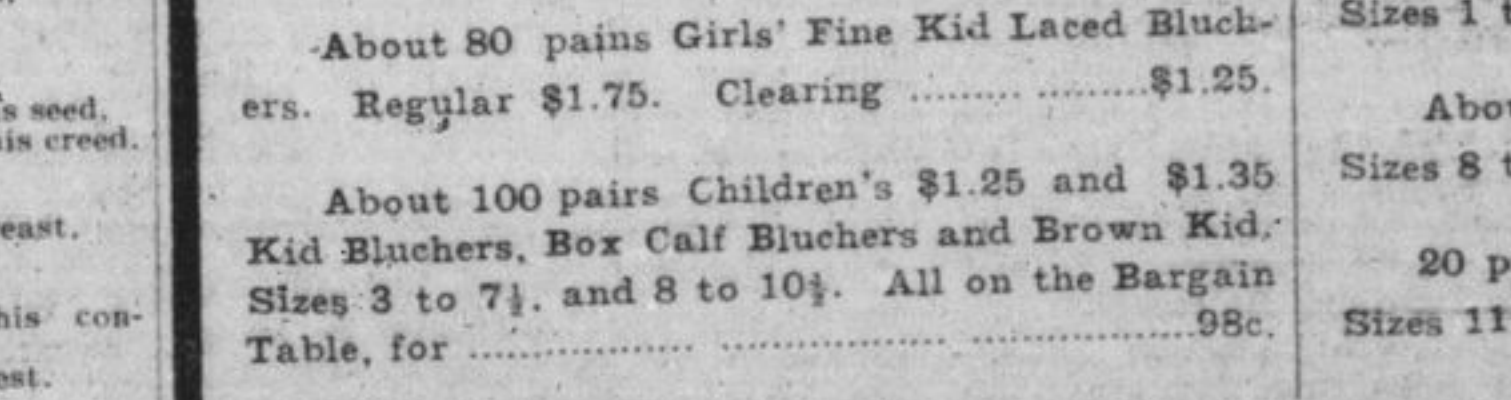 's seed,
is creed.
east.
his con-
est.
About 80 pains Girls' Fine Kid Laced Bluch-
ers. Regular $1.75. Clearing ......... .........$1.25.
About 100 pairs Children's $1.25 and $1.35
Kid Bluchers, Box Calf Bluchers and Brown Kid.
Sizes 3 to 7½. and 8 to 10½. All on the Bargain
Table, for ...................... ...................... ......................98c.
Sizes 1
Abou
Sizes 8
20 p
Sizes 11